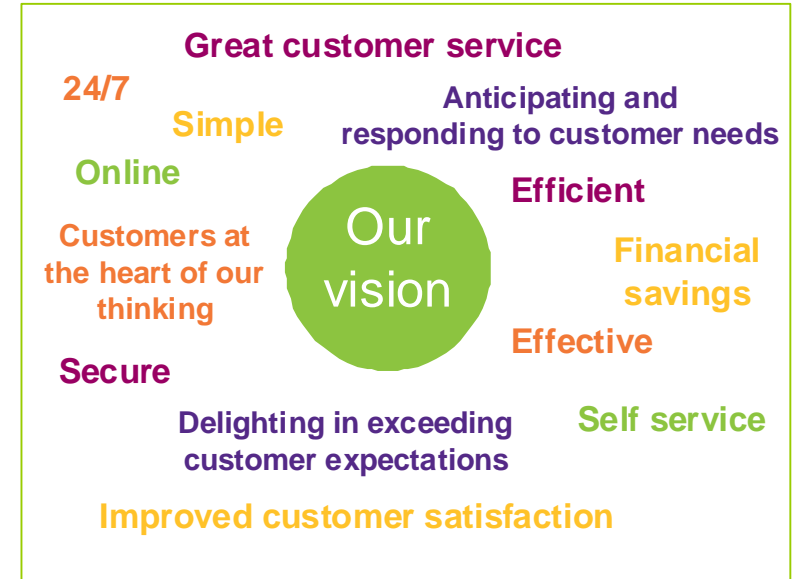 Great customer service
24/7
Simple
Anticipating and
responding to customer needs
Online
Efficient
Customers at
the heart of our
thinking
Our
vision
Financial
savings
Effective
Secure
Delighting in exceeding
customer expectations
Self service
Improved customer satisfaction